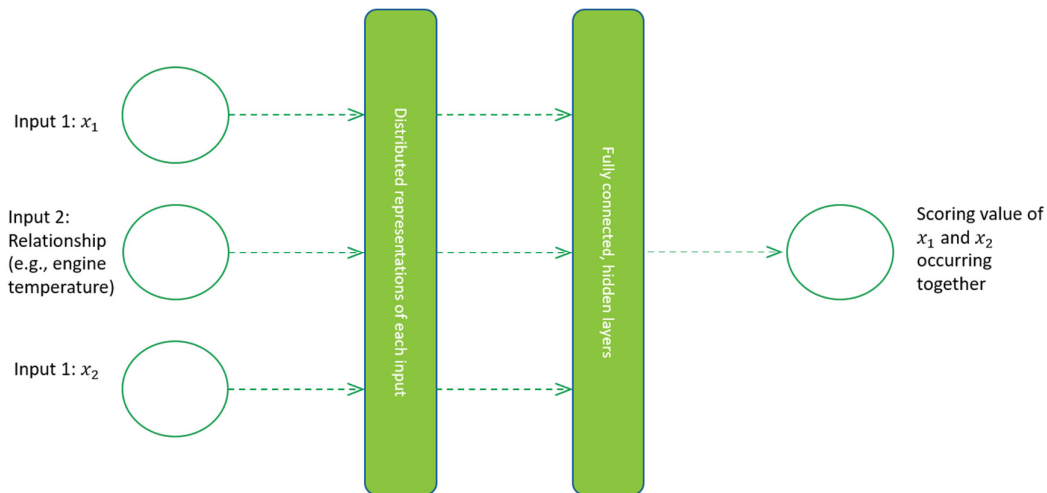 Input 1: x₁
Input 2:
Relationship
(e.g., engine
temperature)
Input 1: x₂
Distributed representations of each input
Fully connected, hidden layers
Scoring value of
x₁ and x₂
occurring
together